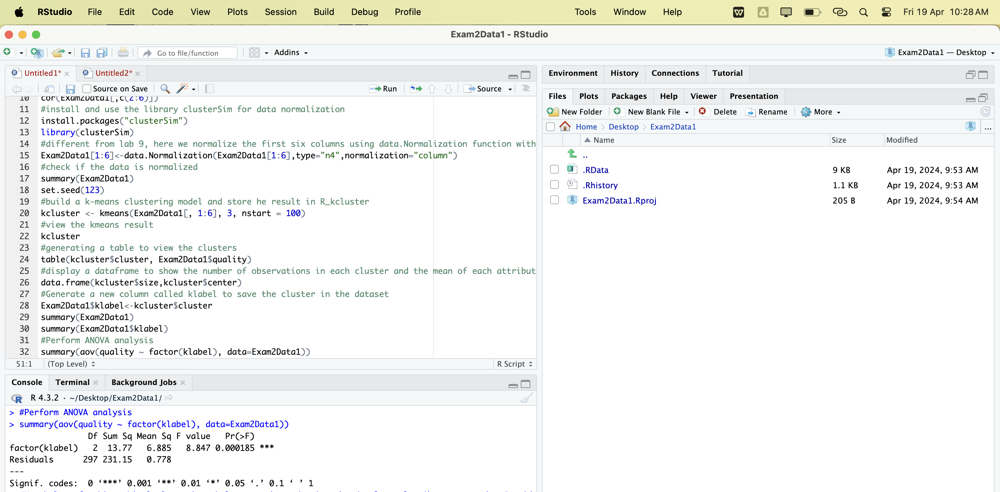 RStudio File Edit Code View Plots Session Build Debug Profile Tools Window Help Fri 19 Apr 10:28 AM
Exam2Data1 - RStudio
Go to file/function Addins Exam2Data1 — Desktop
Untitled1* Untitled2*
Source on Save Run Source
10 cor(Exam2Data1[,c(2:6)])
11 #install and use the library clusterSim for data normalization
12 install.packages("clusterSim")
13 library(clusterSim)
14 #different from lab 9, here we normalize the first six columns using data.Normalization function with
15 Exam2Data1[1:6]<-data.Normalization(Exam2Data1[1:6],type="n4",normalization="column")
16 #check if the data is normalized
17 summary(Exam2Data1)
18 set.seed(123)
19 #build a k-means clustering model and store he result in R_kcluster
20 kcluster <- kmeans(Exam2Data1[, 1:6], 3, nstart = 100)
21 #view the kmeans result
22 kcluster
23 #generating a table to view the clusters
24 table(kcluster$cluster, Exam2Data1$quality)
25 #display a dataframe to show the number of observations in each cluster and the mean of each attribut
26 data.frame(kcluster$size,kcluster$center)
27 #Generate a new column called klabel to save the cluster in the dataset
28 Exam2Data1$klabel<-kcluster$cluster
29 summary(Exam2Data1)
30 summary(Exam2Data1$klabel)
31 #Perform ANOVA analysis
32 summary(aov(quality ~ factor(klabel), data=Exam2Data1))
51:1 (Top Level) R Script
Console Terminal Background Jobs
R 4.3.2 · ~/Desktop/Exam2Data1/
> #Perform ANOVA analysis
> summary(aov(quality ~ factor(klabel), data=Exam2Data1))
Df Sum Sq Mean Sq F value Pr(>F)
factor(klabel) 2 13.77 6.885 8.847 0.000185 ***
Residuals 297 231.15 0.778
---
Signif. codes: 0 ‘***’ 0.001 ‘**’ 0.01 ‘*’ 0.05 ‘.’ 0.1 ‘ ’ 1
Environment History Connections Tutorial
Files Plots Packages Help Viewer Presentation
New Folder New Blank File Delete Rename More
Home Desktop Exam2Data1 ...
Name Size Modified
..
.RData 9 KB Apr 19, 2024, 9:53 AM
.Rhistory 1.1 KB Apr 19, 2024, 9:53 AM
Exam2Data1.Rproj 205 B Apr 19, 2024, 9:54 AM